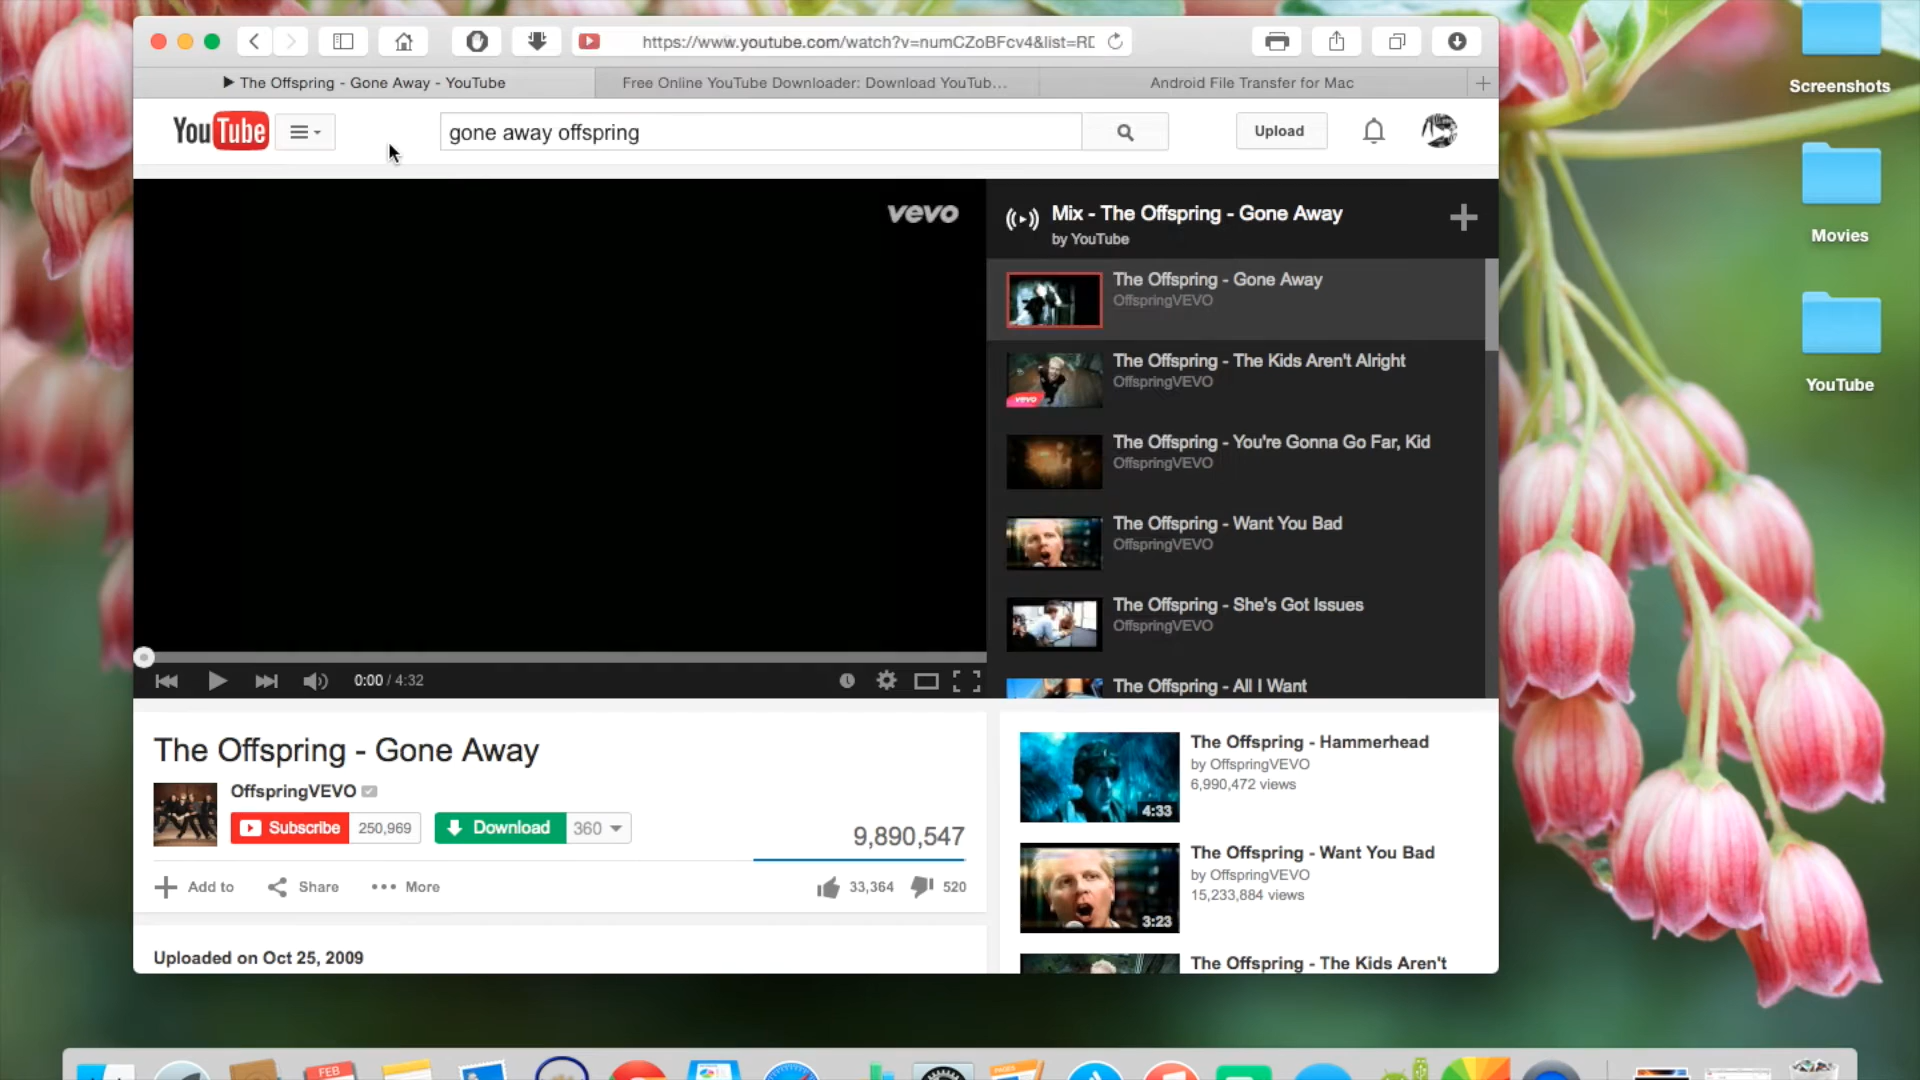 https://www.youtube.com/watch?v=numCZoBFcv4&list=RD
The Offspring - Gone Away - YouTube
Free Online YouTube Downloader: Download YouTub...
Android File Transfer for Mac
YouTube
gone away offspring
Upload
vevo
Mix - The Offspring - Gone Away
by YouTube
The Offspring - Gone Away
OffspringVEVO
The Offspring - The Kids Aren't Alright
OffspringVEVO
vevo
The Offspring - You're Gonna Go Far, Kid
OffspringVEVO
The Offspring - Want You Bad
OffspringVEVO
The Offspring - She's Got Issues
OffspringVEVO
The Offspring - All I Want
0:00 / 4:32
The Offspring - Gone Away
OffspringVEVO
Subscribe 250,969
Download 360
9,890,547
Add to Share More
33,364 520
Uploaded on Oct 25, 2009
The Offspring - Hammerhead
by OffspringVEVO
6,990,472 views
4:33
The Offspring - Want You Bad
by OffspringVEVO
15,233,884 views
3:23
The Offspring - The Kids Aren't
Screenshots
Movies
YouTube
FEB
PAGES